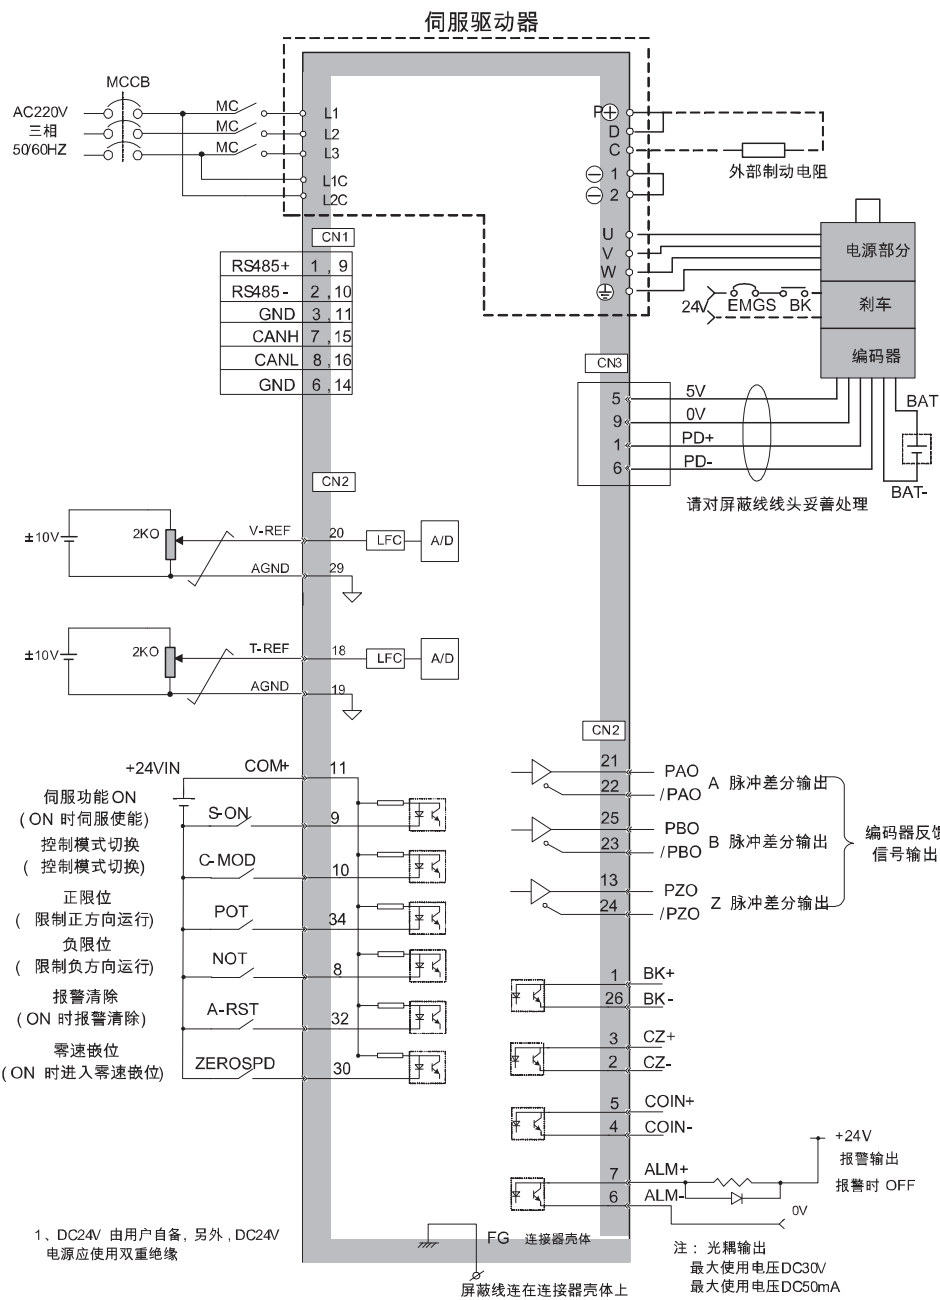 伺服驱动器
MCCB
AC220V
三相
50/60HZ
MC
MC
MC
L1
L2
L3
L1C
L2C
P⊕
D
C
⊖ 1
⊖ 2
外部制动电阻
U
V
W
电源部分
24V
EMGS
BK
刹车
编码器
CN1
RS485+ 1 , 9
RS485- 2 , 10
GND 3 , 11
CANH 7 , 15
CANL 8 , 16
GND 6 , 14
CN3
5 5V
9 0V
1 PD+
6 PD-
BAT
BAT-
请对屏蔽线线头妥善处理
CN2
±10V
2KO
V-REF
20
LFC
A/D
AGND
29
±10V
2KO
T-REF
18
LFC
A/D
AGND
19
CN2
21 PAO
22 /PAO
A 脉冲差分输出
25 PBO
23 /PBO
B 脉冲差分输出
13 PZO
24 /PZO
Z 脉冲差分输出
编码器反馈
信号输出
+24VIN
COM+
11
伺服功能ON
(ON 时伺服使能)
S-ON
9
控制模式切换
( 控制模式切换)
C-MOD
10
正限位
( 限制正方向运行)
POT
34
负限位
( 限制负方向运行)
NOT
8
报警清除
(ON 时报警清除)
A-RST
32
零速嵌位
(ON 时进入零速嵌位)
ZEROSPD
30
1 BK+
26 BK-
3 CZ+
2 CZ-
5 COIN+
4 COIN-
7 ALM+
6 ALM-
+24V
报警输出
报警时 OFF
0V
1、DC24V 由用户自备, 另外 , DC24V
电源应使用双重绝缘
FG 连接器壳体
屏蔽线连在连接器壳体上
注： 光耦输出
最大使用电压DC30V
最大使用电压DC50mA